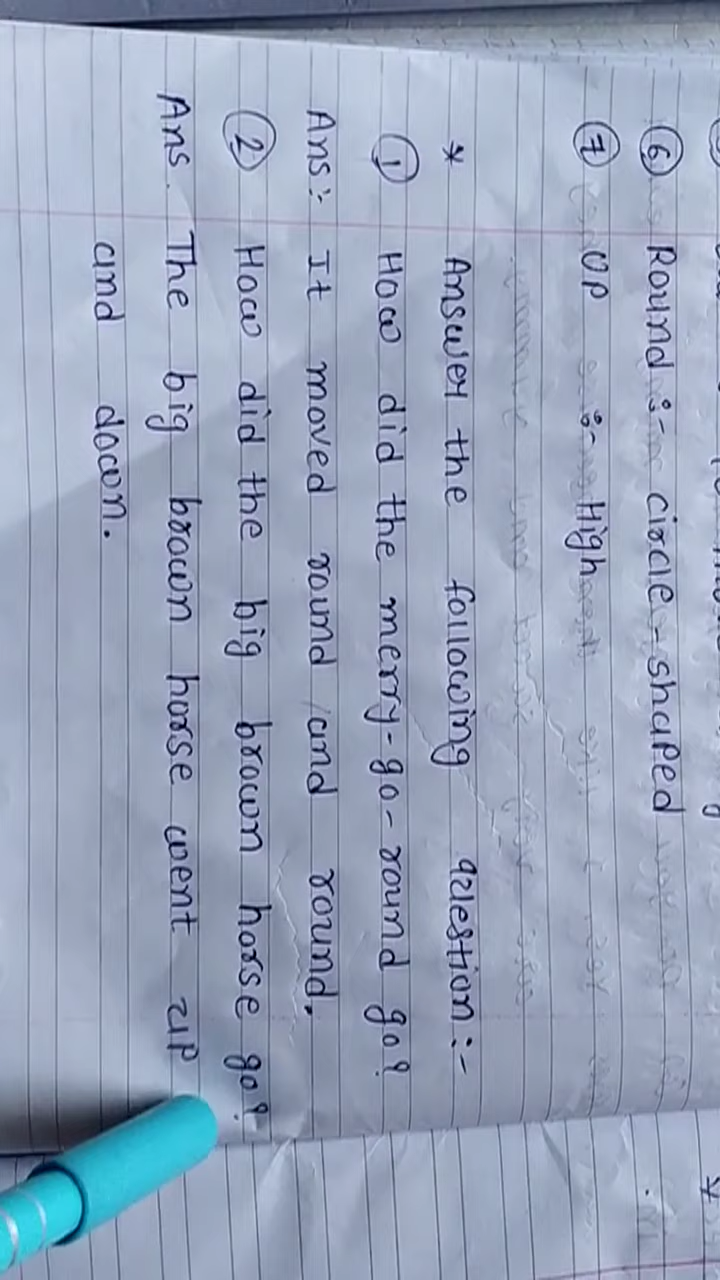 ⑥ Round :- circle-shaped
⑦ UP :- High
* Answer the following question :-
① How did the merry-go-round go?
Ans:- It moved round and round.
② How did the big brown horse go?
Ans. The big brown horse went up
and down.